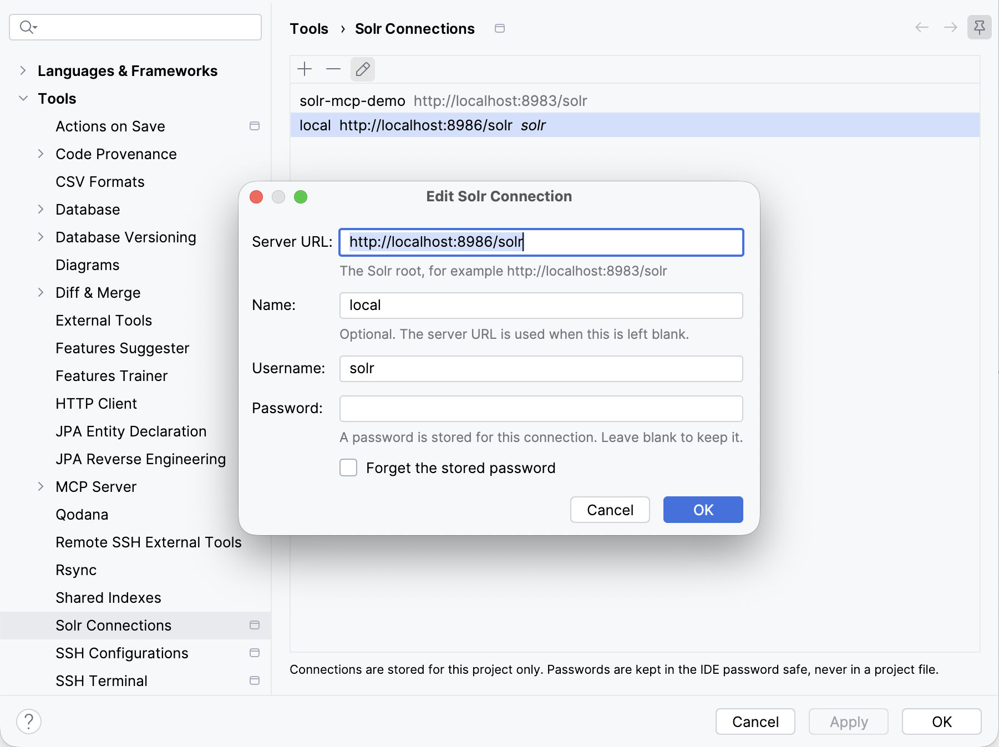 Tools › Solr Connections
Languages & Frameworks
Tools
Actions on Save
Code Provenance
CSV Formats
Database
Database Versioning
Diagrams
Diff & Merge
External Tools
Features Suggester
Features Trainer
HTTP Client
JPA Entity Declaration
JPA Reverse Engineering
MCP Server
Qodana
Remote SSH External Tools
Rsync
Shared Indexes
Solr Connections
SSH Configurations
SSH Terminal
solr-mcp-demo http://localhost:8983/solr
local http://localhost:8986/solr solr
Edit Solr Connection
Server URL: http://localhost:8986/solr
The Solr root, for example http://localhost:8983/solr
Name: local
Optional. The server URL is used when this is left blank.
Username: solr
Password:
A password is stored for this connection. Leave blank to keep it.
Forget the stored password
Cancel OK
Connections are stored for this project only. Passwords are kept in the IDE password safe, never in a project file.
? Cancel Apply OK